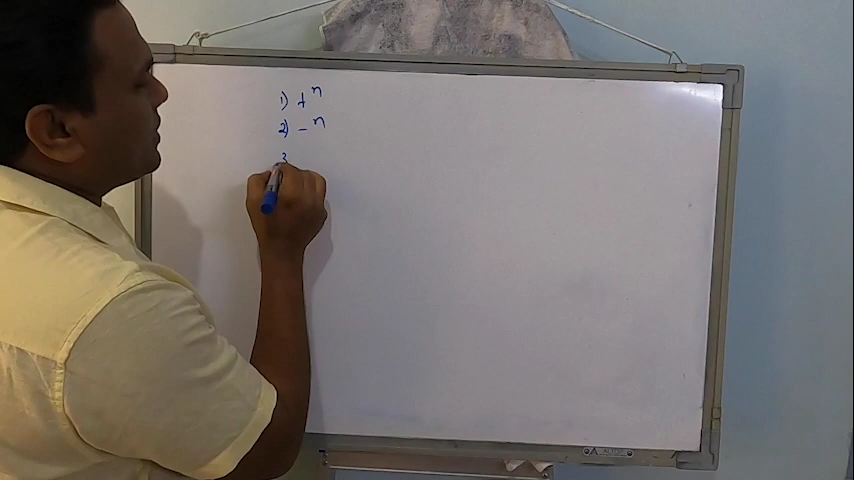 1) +ⁿ
2) -ⁿ
3